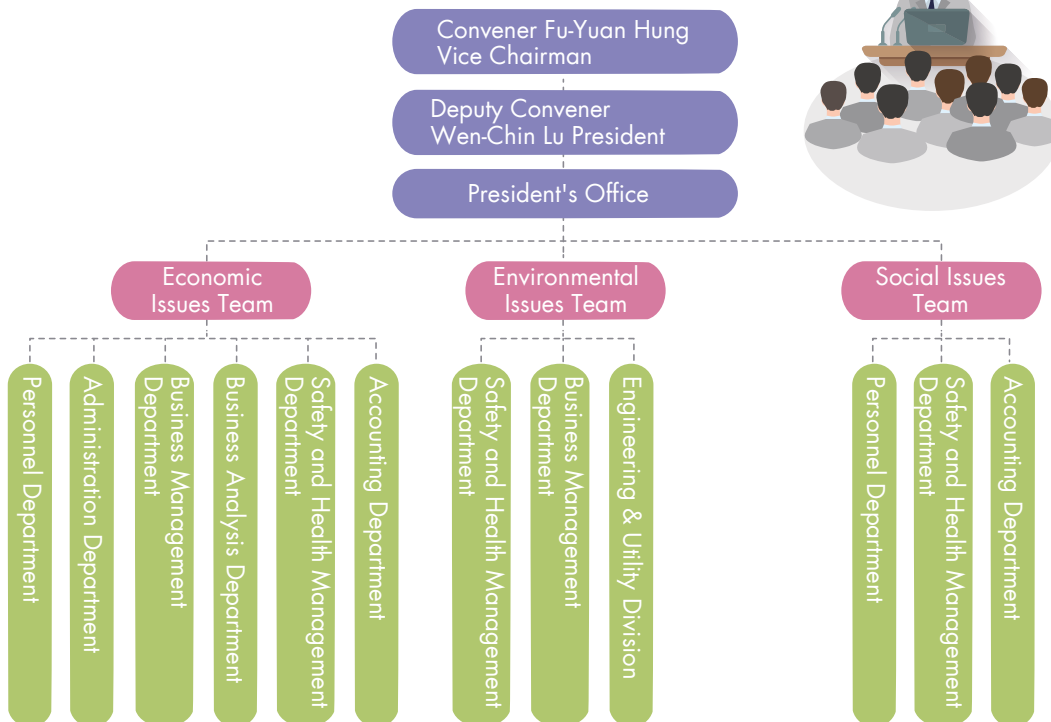 Convener Fu-Yuan Hung
Vice Chairman
Deputy Convener
Wen-Chin Lu President
President's Office
Economic
Issues Team
Environmental
Issues Team
Social Issues
Team
Personnel Department
Administration Department
Business Management
Department
Business Analysis Department
Safety and Health Management
Department
Accounting Department
Safety and Health Management
Department
Business Management
Department
Engineering & Utility Division
Personnel Department
Safety and Health Management
Department
Accounting Department